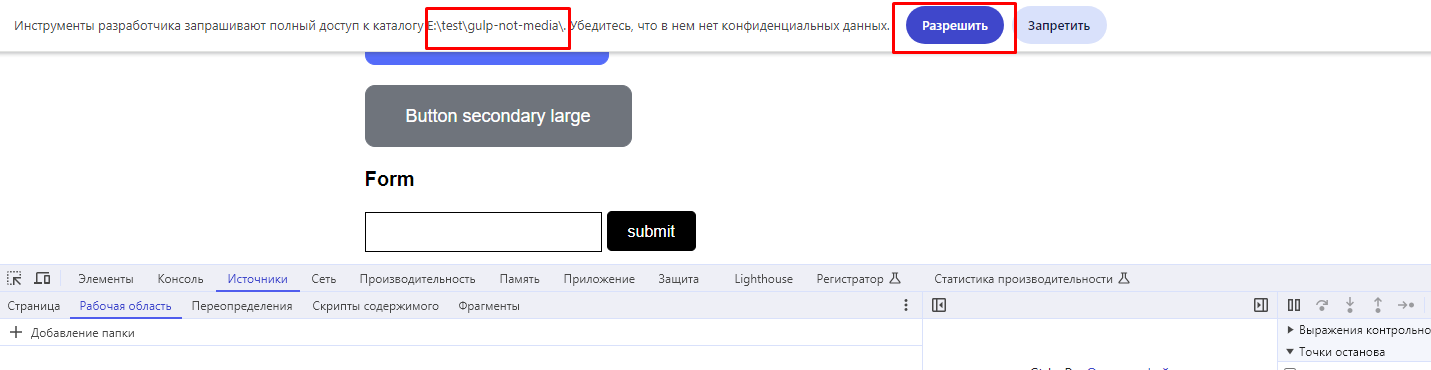 Инструменты разработчика запрашивают полный доступ к каталогу E:\test\gulp-not-media\. Убедитесь, что в нем нет конфиденциальных данных. Разрешить Запретить
Button secondary large
Form
submit
Элементы Консоль Источники Сеть Производительность Память Приложение Защита Lighthouse Регистратор Статистика производительности
Страница Рабочая область Переопределения Скрипты содержимого Фрагменты
Добавление папки
Выражения контрольно
Точки останова